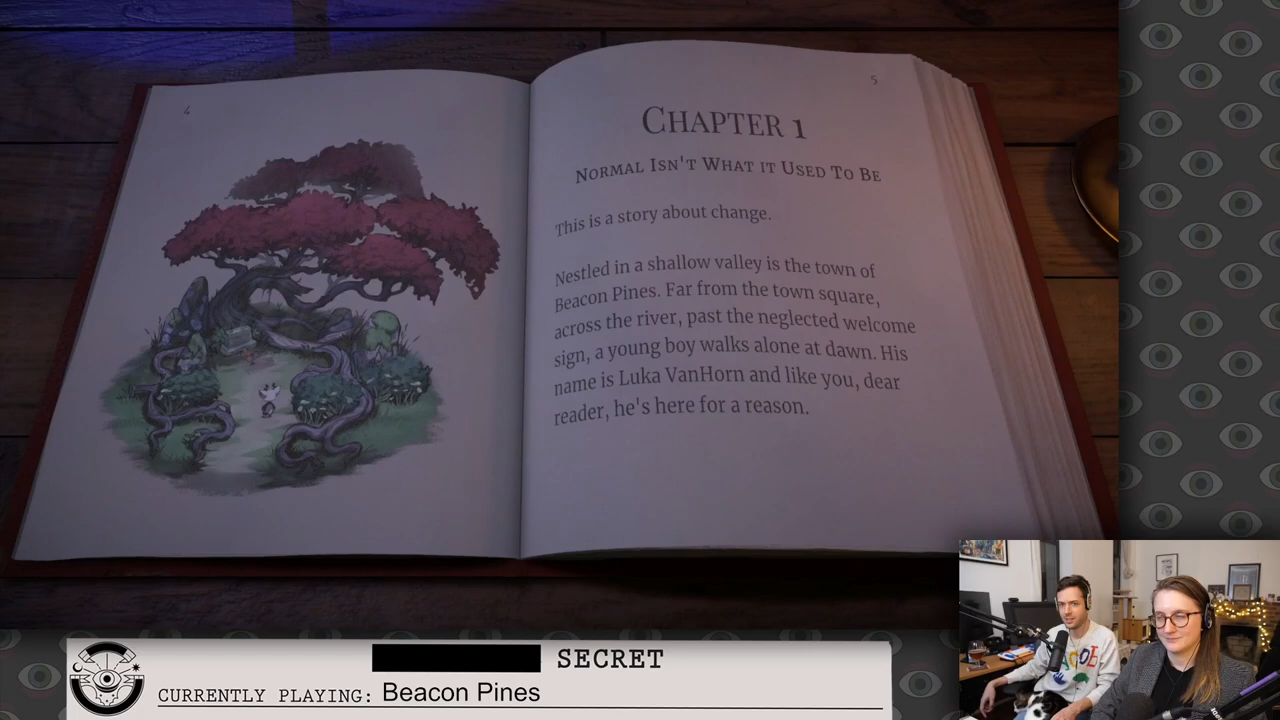 4
5
CHAPTER 1
NORMAL ISN'T WHAT IT USED TO BE
This is a story about change.
Nestled in a shallow valley is the town of
Beacon Pines. Far from the town square,
across the river, past the neglected welcome
sign, a young boy walks alone at dawn. His
name is Luka VanHorn and like you, dear
reader, he's here for a reason.
SECRET
CURRENTLY PLAYING: Beacon Pines